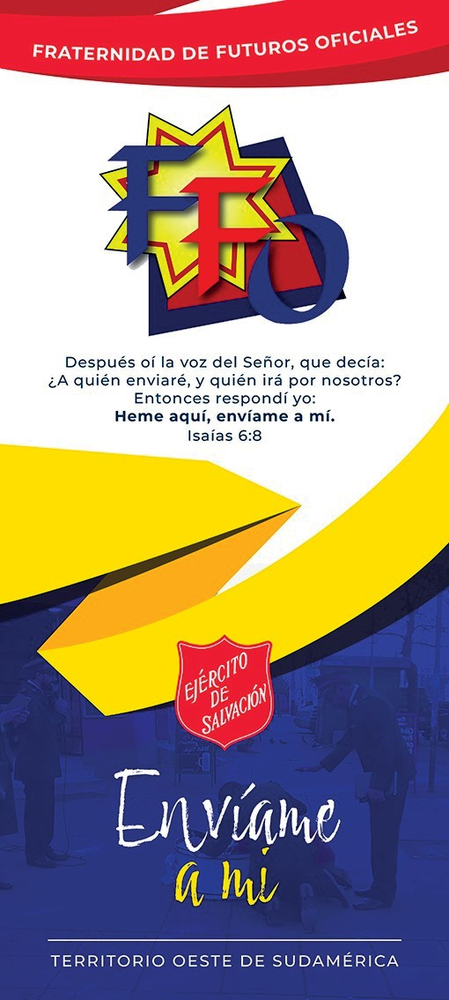 FRATERNIDAD DE FUTUROS OFICIALES
FFO
Después oí la voz del Señor, que decía:
¿A quién enviaré, y quién irá por nosotros?
Entonces respondí yo:
Heme aquí, envíame a mí.
Isaías 6:8
EJÉRCITO
DE
SALVACIÓN
Envíame
a mi
TERRITORIO OESTE DE SUDAMÉRICA